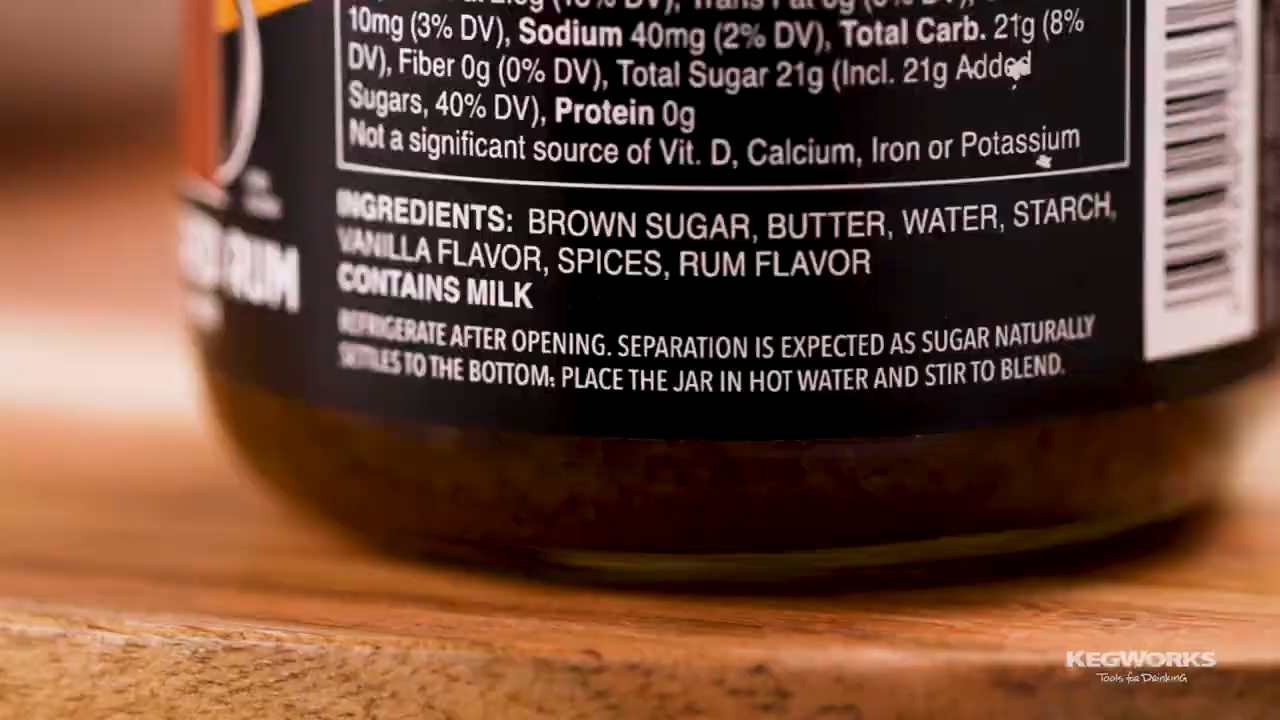 10mg (3% DV), Sodium 40mg (2% DV), Total Carb. 21g (8%
DV), Fiber 0g (0% DV), Total Sugar 21g (Incl. 21g Added
Sugars, 40% DV), Protein 0g
Not a significant source of Vit. D, Calcium, Iron or Potassium
INGREDIENTS: BROWN SUGAR, BUTTER, WATER, STARCH,
VANILLA FLAVOR, SPICES, RUM FLAVOR
CONTAINS MILK
REFRIGERATE AFTER OPENING. SEPARATION IS EXPECTED AS SUGAR NATURALLY
SETTLES TO THE BOTTOM; PLACE THE JAR IN HOT WATER AND STIR TO BLEND.
RUM
KEGWORKS
Tools for Drinking